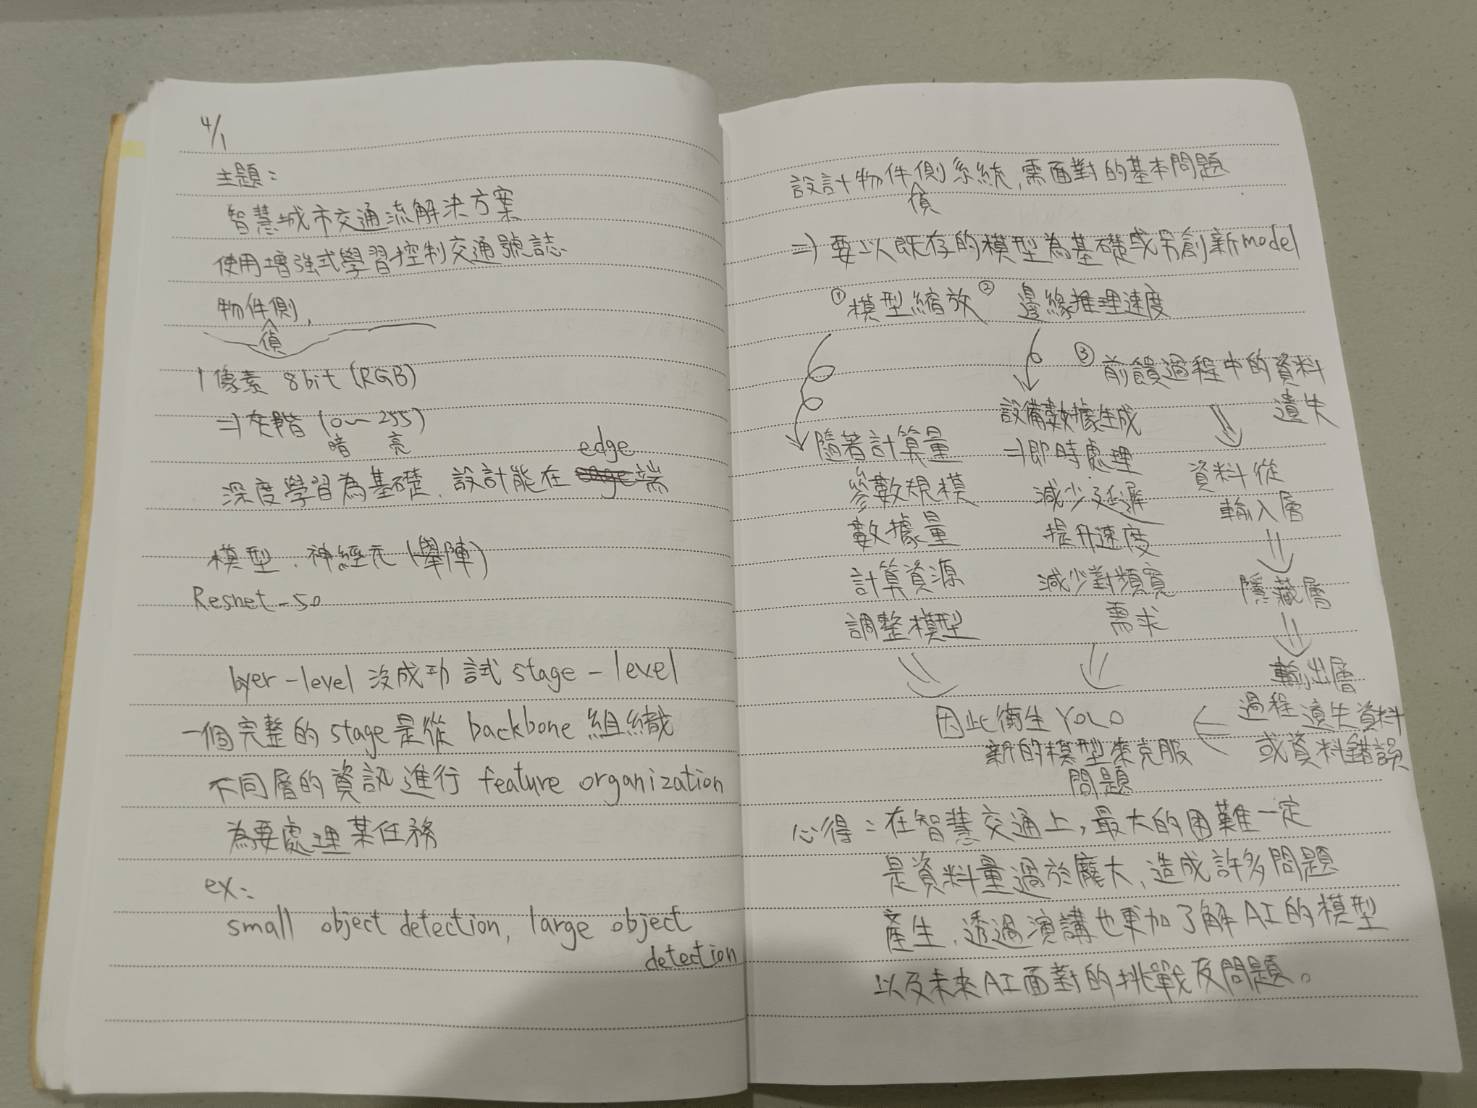 4/1
主題：
智慧城市交通流解決方案
使用增強式學習控制交通號誌
物件偵測,
1像素 8bit (RGB)
⇒灰階 (0~255)
暗 亮
深度學習為基礎, 設計能在 edge 端
模型、神經元 (舉陣)
Resnet-50
layer-level 沒成功 試 stage-level
一個完整的 stage 是從 backbone 組織
不同層的資訊進行 feature organization
為要處理某任務
ex:
small object detection, large object
detection
設計物件偵測系統, 需面對的基本問題
⇒要以既存的模型為基礎或另創新model
①模型縮放 ②邊緣推理速度
③前饋過程中的資料
遺失
隨著計算量
參數規模
數據量
計算資源
調整模型
設備數據生成
⇒即時處理
減少延遲
提升速度
減少對頻寬
需求
資料從
輸入層
⇓
隱藏層
⇓
輸出層
過程遺失資料
或資料錯誤
因此衍生 YOLO
新的模型來克服
問題
心得：在智慧交通上，最大的困難一定
是資料量過於龐大、造成許多問題
產生、透過演講也更加了解AI的模型
以及未來AI面對的挑戰及問題。